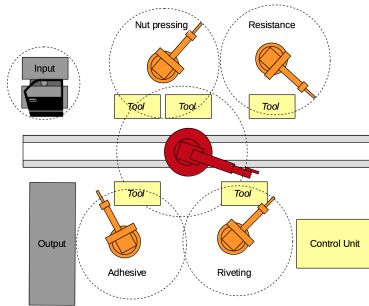 Nut pressing
Resistance
Input
Tool
Tool
Tool
Tool
Tool
Output
Adhesive
Riveting
Control Unit